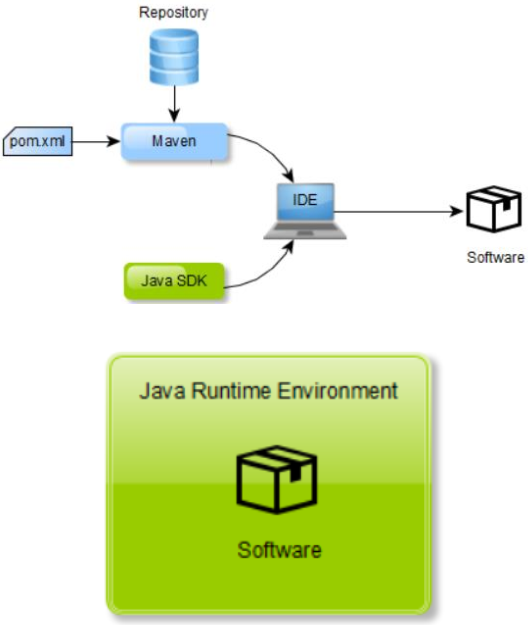 Repository
pom.xml
Maven
IDE
Software
Java SDK
Java Runtime Environment
Software